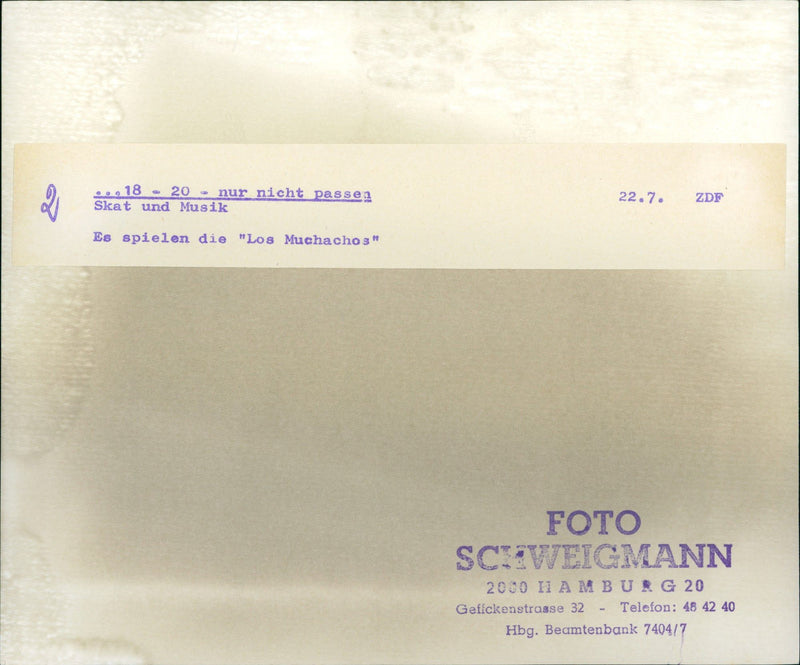 2
...18 - 20 - nur nicht passen 22.7. ZDF
Skat und Musik
Es spielen die "Los Muchachos"
FOTO
SCHWEIGMANN
2000 HAMBURG 20
Geffckenstrasse 32 - Telefon: 48 42 40
Hbg. Beamtenbank 7404/7